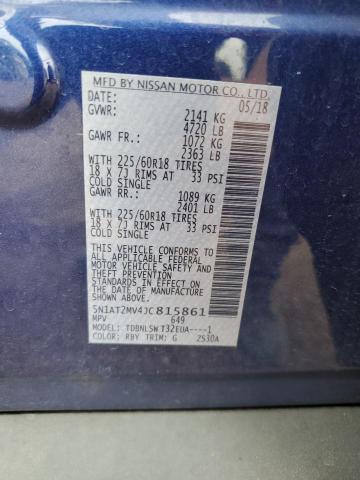 MFD BY NISSAN MOTOR CO., LTD.
DATE: 05/18
GVWR: 2141 KG
4720 LB
GAWR FR.: 1072 KG
2363 LB
WITH 225/60R18 TIRES
18 X 7J RIMS AT 33 PSI
COLD SINGLE
GAWR RR: 1089 KG
2401 LB
WITH 225/60R18 TIRES
18 X 7J RIMS AT 33 PSI
COLD SINGLE
THIS VEHICLE CONFORMS TO
ALL APPLICABLE FEDERAL
MOTOR VEHICLE SAFETY
STANDARDS IN EFFECT ON
THE DATE OF MANUFACTURE
SHOWN ABOVE.
5N1AT2MV4JC815861
MPV 649
MODEL: TDBNLSW T32EUA----1
COLOR: RBY TRIM: G 2S30A